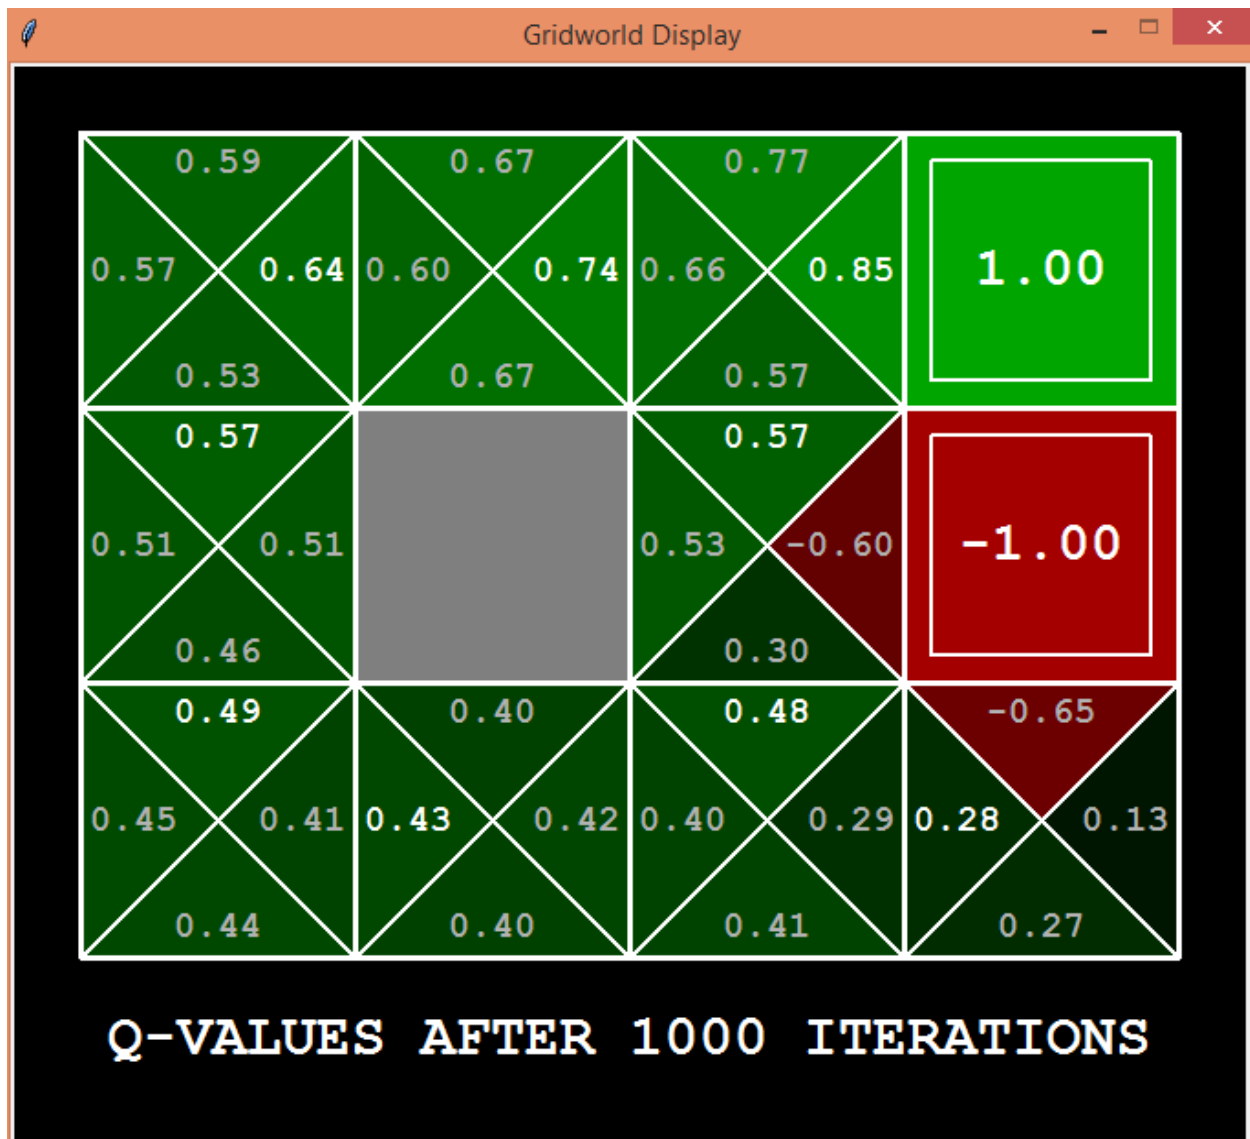 Gridworld Display
0.59 0.67 0.77
0.57 0.64 0.60 0.74 0.66 0.85 1.00
0.53 0.67 0.57
0.57 0.57
0.51 0.51 0.53 -0.60 -1.00
0.46 0.30
0.49 0.40 0.48 -0.65
0.45 0.41 0.43 0.42 0.40 0.29 0.28 0.13
0.44 0.40 0.41 0.27
Q-VALUES AFTER 1000 ITERATIONS